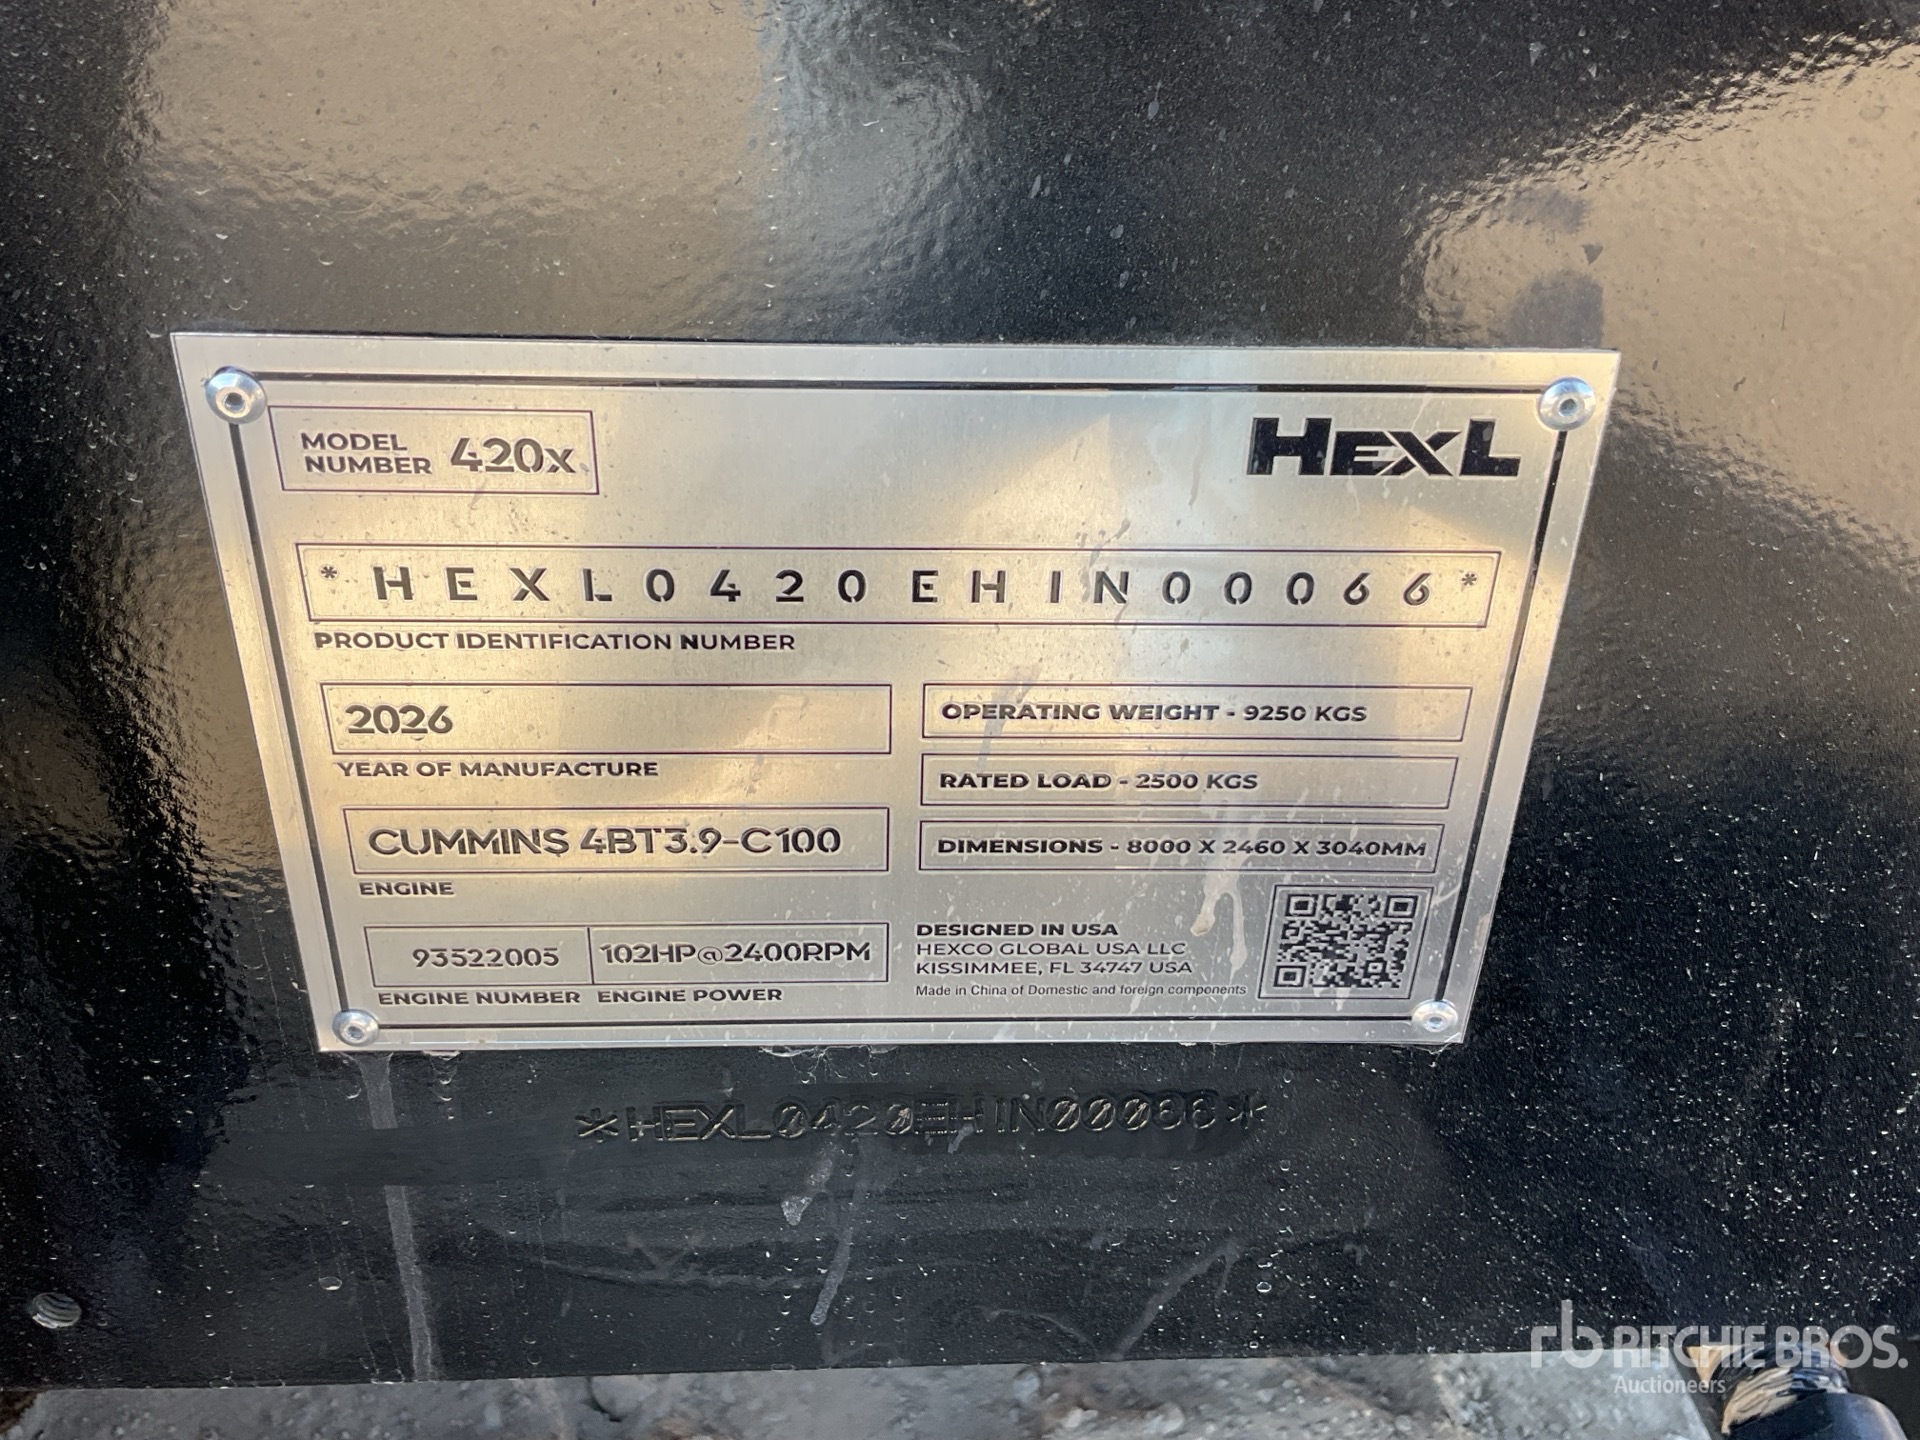 MODEL
NUMBER 420x
HEXL
*HEXL0420EHIN00066*
PRODUCT IDENTIFICATION NUMBER
2026
YEAR OF MANUFACTURE
CUMMINS 4BT3.9-C100
ENGINE
93522005
ENGINE NUMBER
102HP@2400RPM
ENGINE POWER
OPERATING WEIGHT - 9250 KGS
RATED LOAD - 2500 KGS
DIMENSIONS - 8000 X 2460 X 3040MM
DESIGNED IN USA
HEXCO GLOBAL USA LLC
KISSIMMEE, FL 34747 USA
Made in China of Domestic and foreign components
*HEXL0420EHIN00066*
rb RITCHIE BROS.
Auctioneers